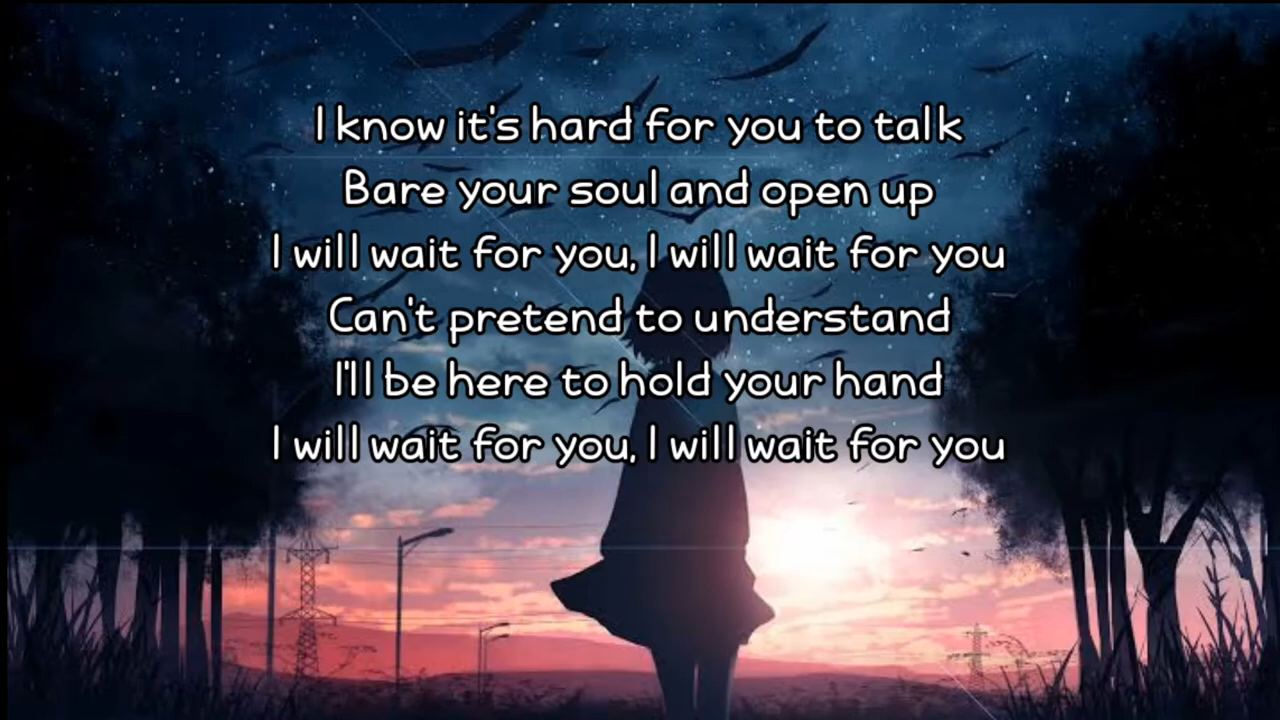 I know it's hard for you to talk
Bare your soul and open up
I will wait for you, I will wait for you
Can't pretend to understand
I'll be here to hold your hand
I will wait for you, I will wait for you